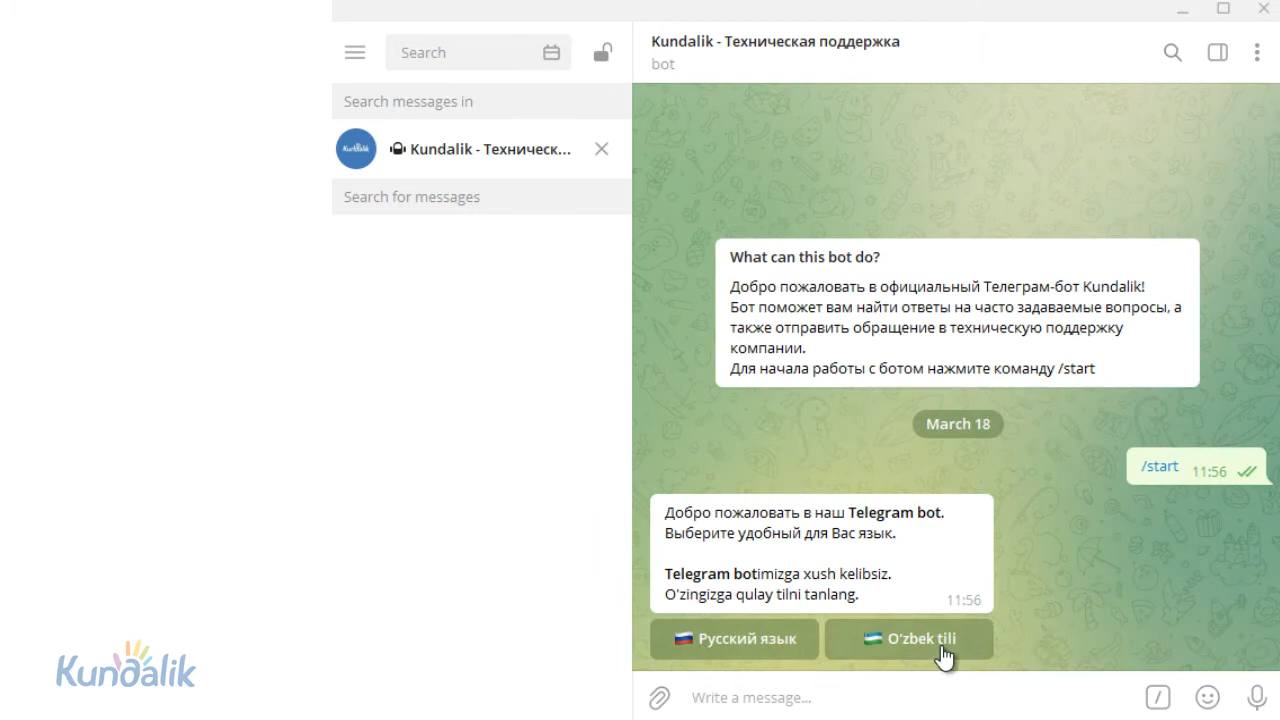 Search
Search messages in
Kundalik - Техническ...
Search for messages
Kundalik - Техническая поддержка
bot
What can this bot do?
Добро пожаловать в официальный Телеграм-бот Kundalik!
Бот поможет вам найти ответы на часто задаваемые вопросы, а
также отправить обращение в техническую поддержку
компании.
Для начала работы с ботом нажмите команду /start
March 18
/start 11:56
Добро пожаловать в наш Telegram bot.
Выберите удобный для Вас язык.
Telegram botimizga xush kelibsiz.
O'zingizga qulay tilni tanlang.
11:56
Русский язык
O'zbek tili
Write a message...
Kundalik